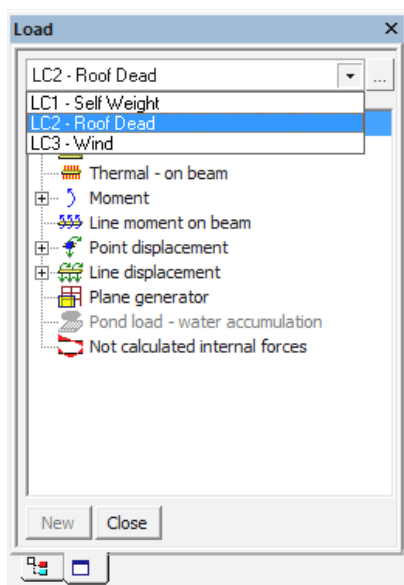 Load
LC2 - Roof Dead
...
LC1 - Self Weight
LC2 - Roof Dead
LC3 - Wind
Thermal - on beam
Moment
Line moment on beam
Point displacement
Line displacement
Plane generator
Pond load - water accumulation
Not calculated internal forces
New
Close